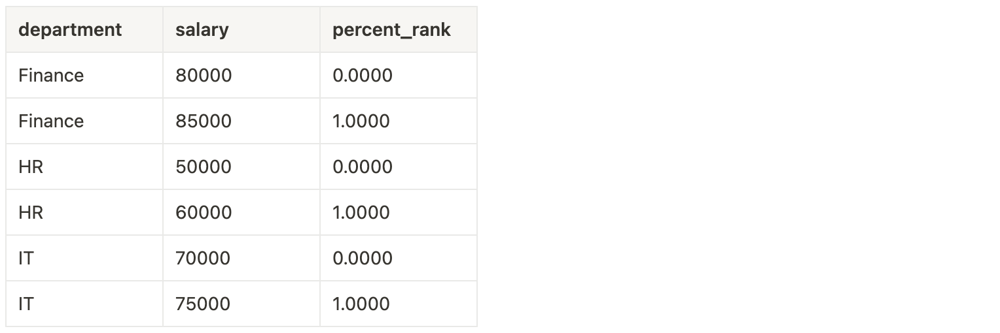 department salary percent_rank
Finance 80000 0.0000
Finance 85000 1.0000
HR 50000 0.0000
HR 60000 1.0000
IT 70000 0.0000
IT 75000 1.0000